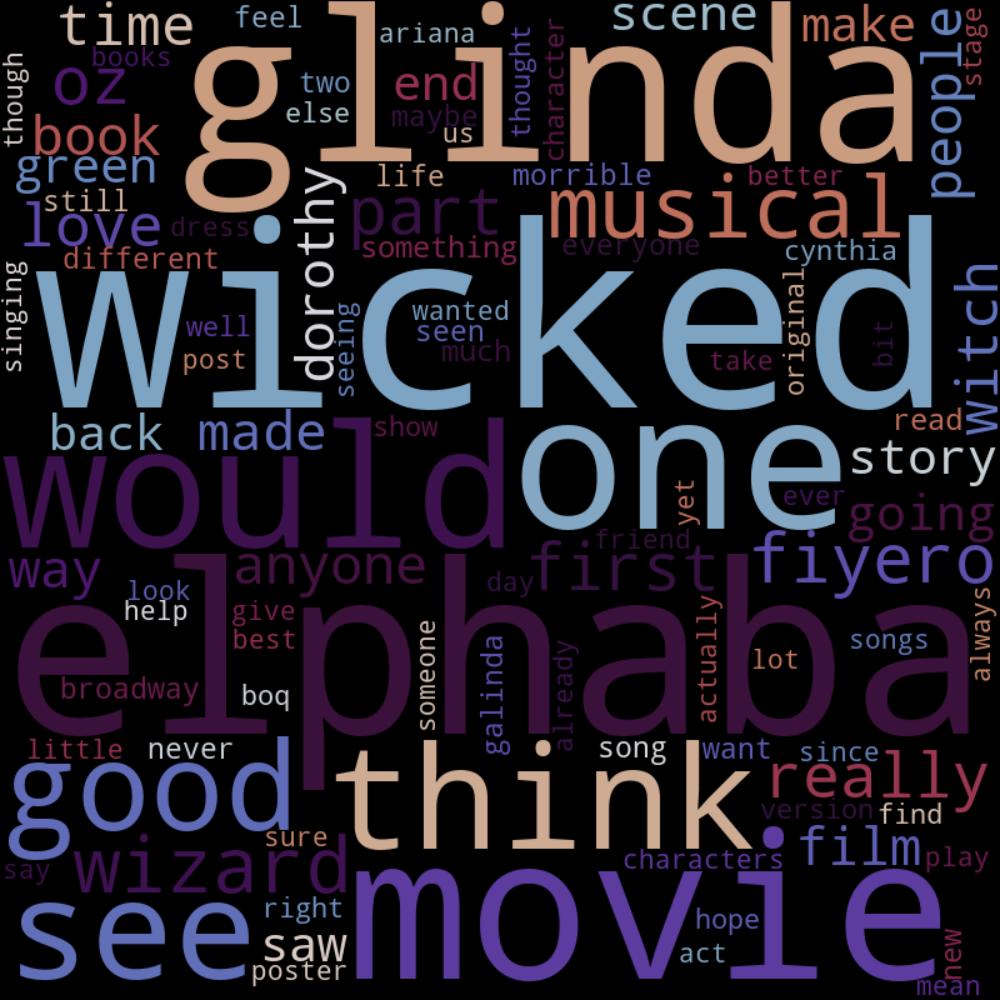 time
feel
books
ariana
scene
make
people
stage
though
oz
two
end
thought
character
glinda
else
maybe
us
book
green
still
life
morrible
better
love
dress
dorothy
part
musical
different
something
everyone
cynthia
singing
wicked
well
post
seeing
wanted
seen
much
take
original
bit
witch
back
made
show
read
would
one
story
yet
ever
going
friend
way
anyone
day
first
fiyero
look
help
give
best
elphaba
someone
galinda
already
actually
lot
songs
always
broadway
boq
little
never
song
want
since
good
think
really
version
find
sure
say
wizard
characters
film
play
see
right
saw
poster
movie
hope
act
new
mean